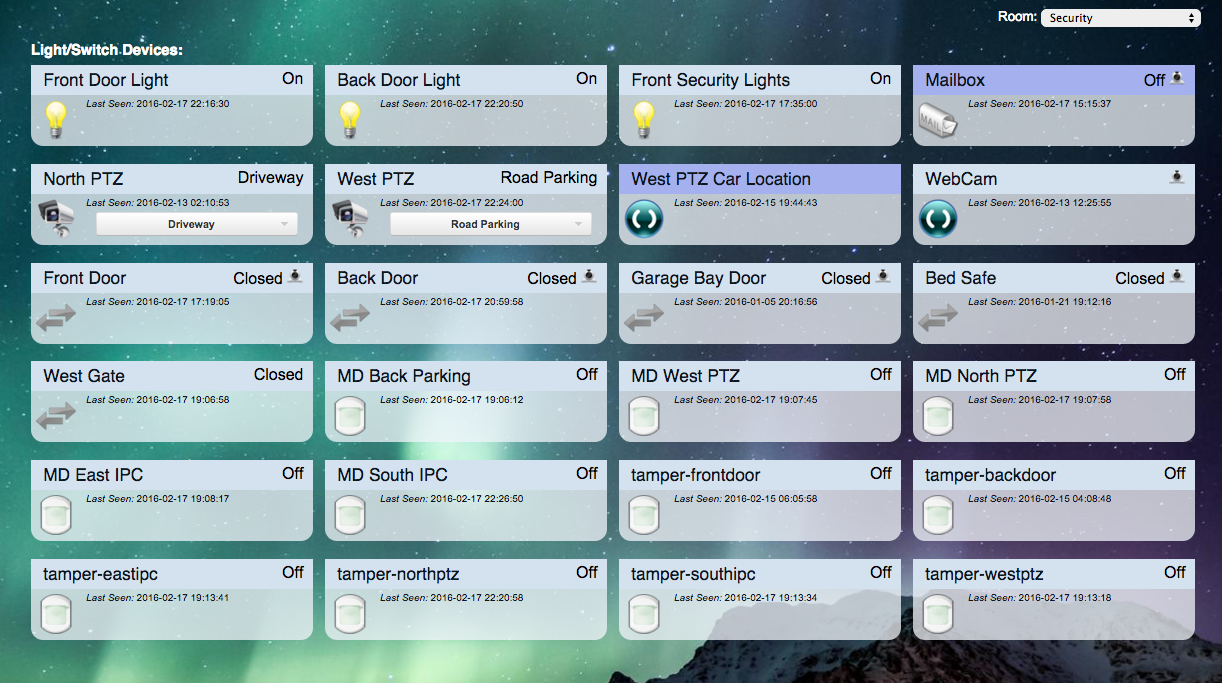 Room: Security
Light/Switch Devices:
Front Door Light On
Last Seen: 2016-02-17 22:16:30
Back Door Light On
Last Seen: 2016-02-17 22:20:50
Front Security Lights On
Last Seen: 2016-02-17 17:35:00
Mailbox Off
Last Seen: 2016-02-17 15:15:37
MAIL
North PTZ Driveway
Last Seen: 2016-02-13 02:10:53
Driveway
West PTZ Road Parking
Last Seen: 2016-02-17 22:24:00
Road Parking
West PTZ Car Location
Last Seen: 2016-02-15 19:44:43
WebCam
Last Seen: 2016-02-13 12:25:55
Front Door Closed
Last Seen: 2016-02-17 17:19:05
Back Door Closed
Last Seen: 2016-02-17 20:59:58
Garage Bay Door Closed
Last Seen: 2016-01-05 20:16:56
Bed Safe Closed
Last Seen: 2016-01-21 19:12:16
West Gate Closed
Last Seen: 2016-02-17 19:06:58
MD Back Parking Off
Last Seen: 2016-02-17 19:06:12
MD West PTZ Off
Last Seen: 2016-02-17 19:07:45
MD North PTZ Off
Last Seen: 2016-02-17 19:07:58
MD East IPC Off
Last Seen: 2016-02-17 19:08:17
MD South IPC Off
Last Seen: 2016-02-17 22:26:50
tamper-frontdoor Off
Last Seen: 2016-02-15 06:05:58
tamper-backdoor Off
Last Seen: 2016-02-15 04:08:48
tamper-eastipc Off
Last Seen: 2016-02-17 19:13:41
tamper-northptz Off
Last Seen: 2016-02-17 22:20:58
tamper-southipc Off
Last Seen: 2016-02-17 19:13:34
tamper-westptz Off
Last Seen: 2016-02-17 19:13:18